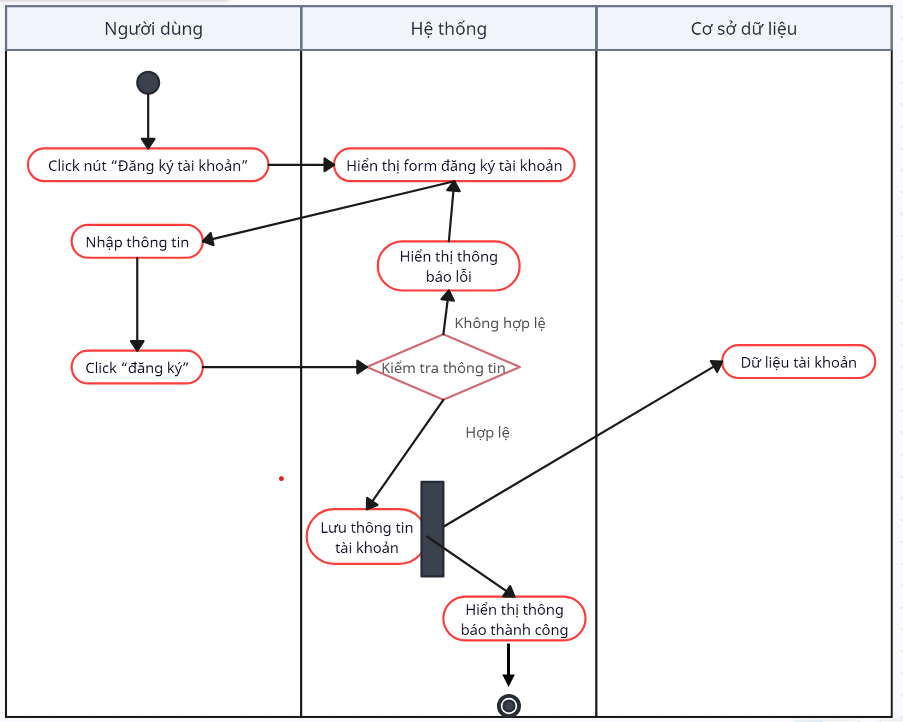 Người dùng
Hệ thống
Cơ sở dữ liệu
Click nút “Đăng ký tài khoản”
Hiển thị form đăng ký tài khoản
Nhập thông tin
Hiển thị thông
báo lỗi
Không hợp lệ
Click “đăng ký”
Kiểm tra thông tin
Dữ liệu tài khoản
Hợp lệ
Lưu thông tin
tài khoản
Hiển thị thông
báo thành công